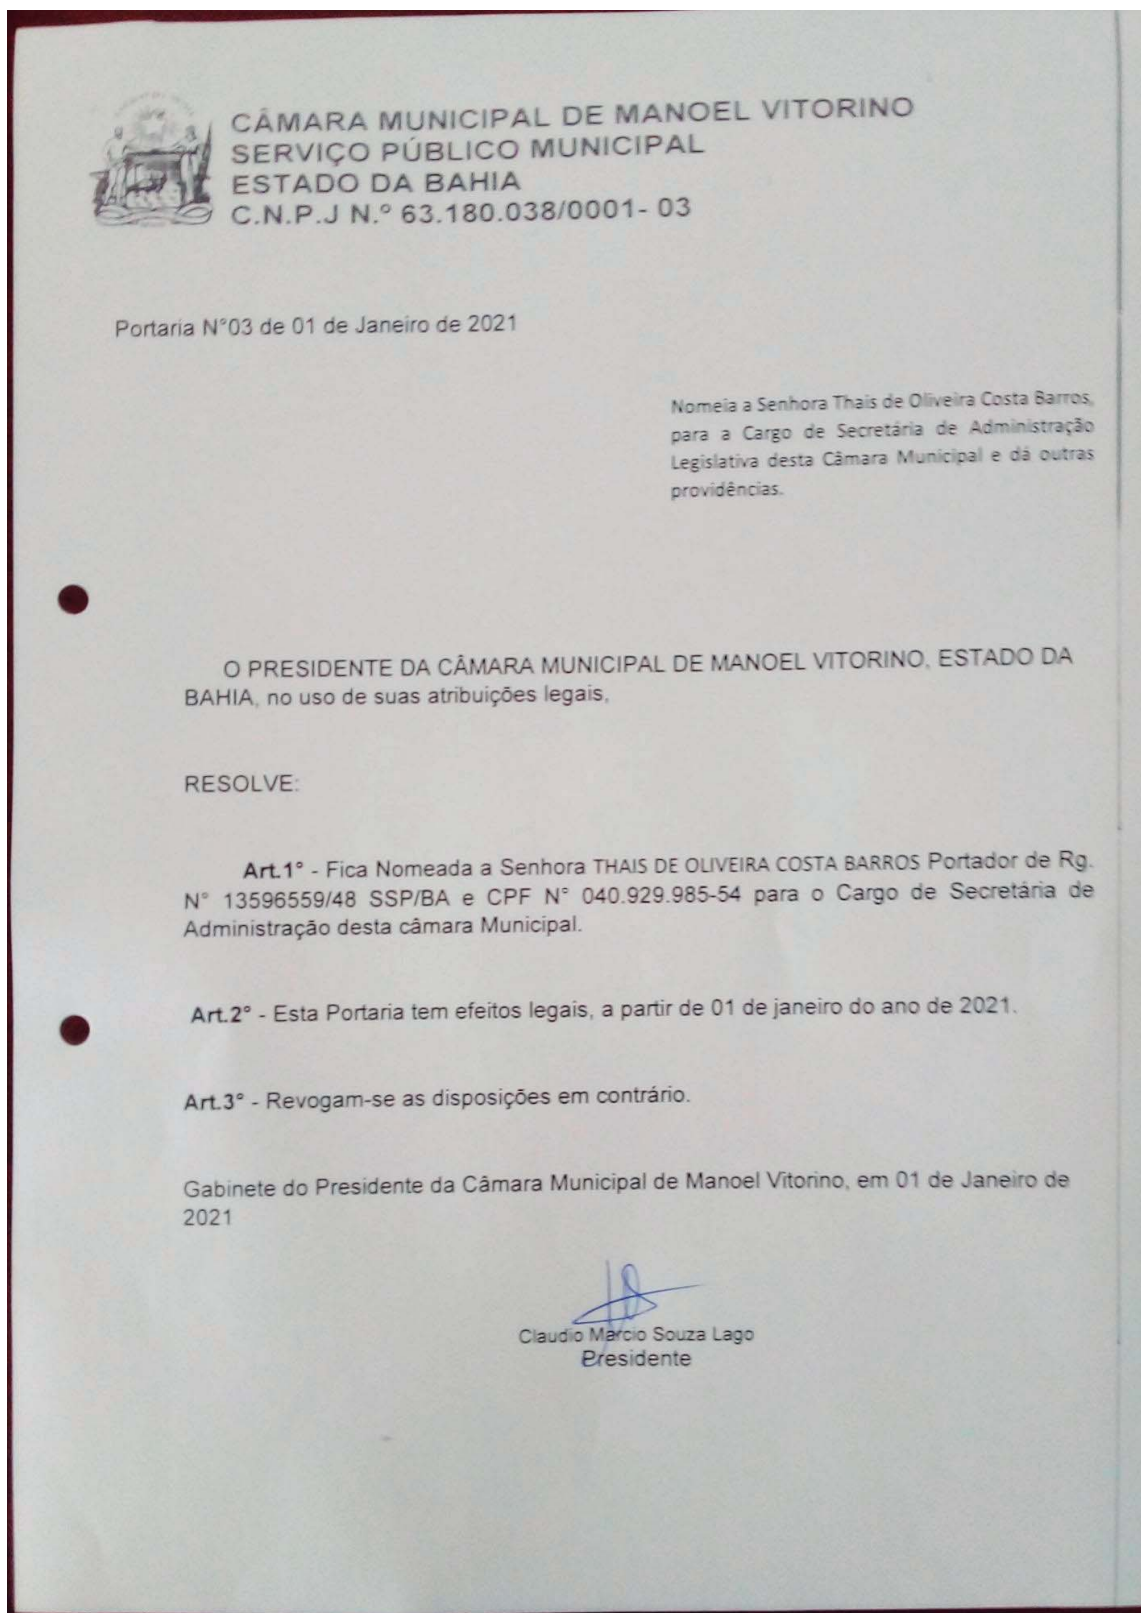 CÂMARA MUNICIPAL DE MANOEL VITORINO
SERVIÇO PÚBLICO MUNICIPAL
ESTADO DA BAHIA
C.N.P.J N.º 63.180.038/0001- 03
Portaria N°03 de 01 de Janeiro de 2021
Nomeia a Senhora Thais de Oliveira Costa Barros,
para a Cargo de Secretária de Administração
Legislativa desta Câmara Municipal e dá outras
providências.
O PRESIDENTE DA CÂMARA MUNICIPAL DE MANOEL VITORINO, ESTADO DA
BAHIA, no uso de suas atribuições legais,
RESOLVE:
Art.1° - Fica Nomeada a Senhora THAIS DE OLIVEIRA COSTA BARROS Portador de Rg.
N° 13596559/48 SSP/BA e CPF N° 040.929.985-54 para o Cargo de Secretária de
Administração desta câmara Municipal.
Art.2° - Esta Portaria tem efeitos legais, a partir de 01 de janeiro do ano de 2021.
Art.3° - Revogam-se as disposições em contrário.
Gabinete do Presidente da Câmara Municipal de Manoel Vitorino, em 01 de Janeiro de
2021
Claudio Marcio Souza Lago
Presidente